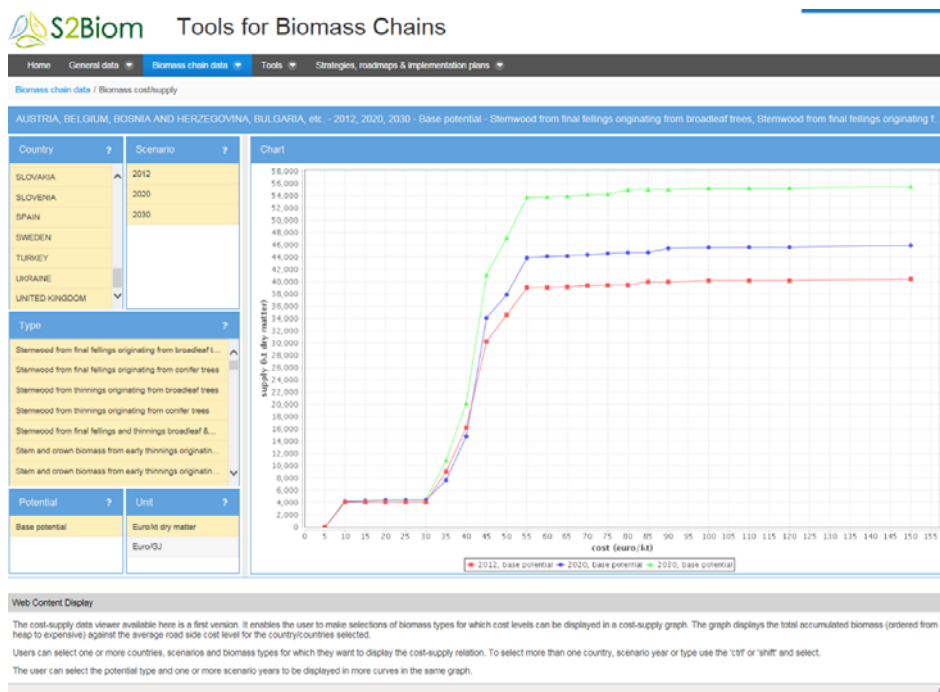 S2Biom Tools for Biomass Chains
Home General data Biomass chain data Tools Strategies, roadmaps & implementation plans
Biomass chain data / Biomass cost/supply
AUSTRIA, BELGIUM, BOSNIA AND HERZEGOVINA, BULGARIA, etc. - 2012, 2020, 2030 - Base potential - Stemwood from final fellings originating from broadleaf trees, Stemwood from final fellings originating f...
Country ?
SLOVAKIA
SLOVENIA
SPAIN
SWEDEN
TURKEY
UKRAINE
UNITED KINGDOM
Scenario ?
2012
2020
2030
Type ?
Stemwood from final fellings originating from broadleaf t...
Stemwood from final fellings originating from conifer trees
Stemwood from thinnings originating from broadleaf trees
Stemwood from thinnings originating from conifer trees
Stemwood from final fellings and thinnings broadleaf &...
Stem and crown biomass from early thinnings originatin...
Stem and crown biomass from early thinnings originatin...
Potential ?
Base potential
Unit ?
Euro/kt dry matter
Euro/GJ
Chart
58,000
56,000
54,000
52,000
50,000
48,000
46,000
44,000
42,000
40,000
38,000
36,000
34,000
32,000
30,000
28,000
26,000
24,000
22,000
20,000
18,000
16,000
14,000
12,000
10,000
8,000
6,000
4,000
2,000
0
supply (kt dry matter)
0 5 10 15 20 25 30 35 40 45 50 55 60 65 70 75 80 85 90 95 100 105 110 115 120 125 130 135 140 145 150 155
cost (euro/kt)
2012, base potential 2020, base potential 2030, base potential
Web Content Display
The cost-supply data viewer available here is a first version. It enables the user to make selections of biomass types for which cost levels can be displayed in a cost-supply graph. The graph displays the total accumulated biomass (ordered from
heap to expensive) against the average road side cost level for the country/countries selected.
Users can select one or more countries, scenarios and biomass types for which they want to display the cost-supply relation. To select more than one country, scenario year or type use the 'ctrl' or 'shift' and select.
The user can select the potential type and one or more scenario years to be displayed in more curves in the same graph.